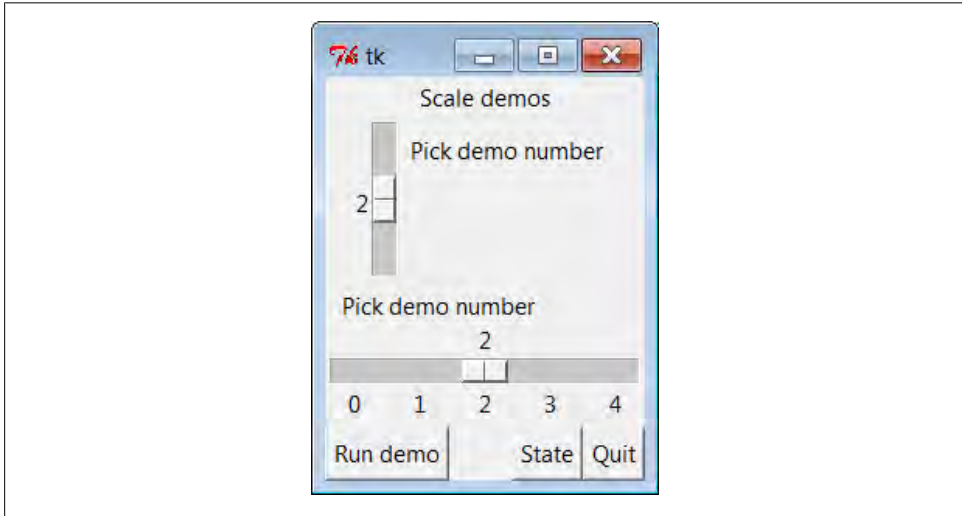 7k tk
Scale demos
Pick demo number
2
Pick demo number
2
0 1 2 3 4
Run demo State Quit